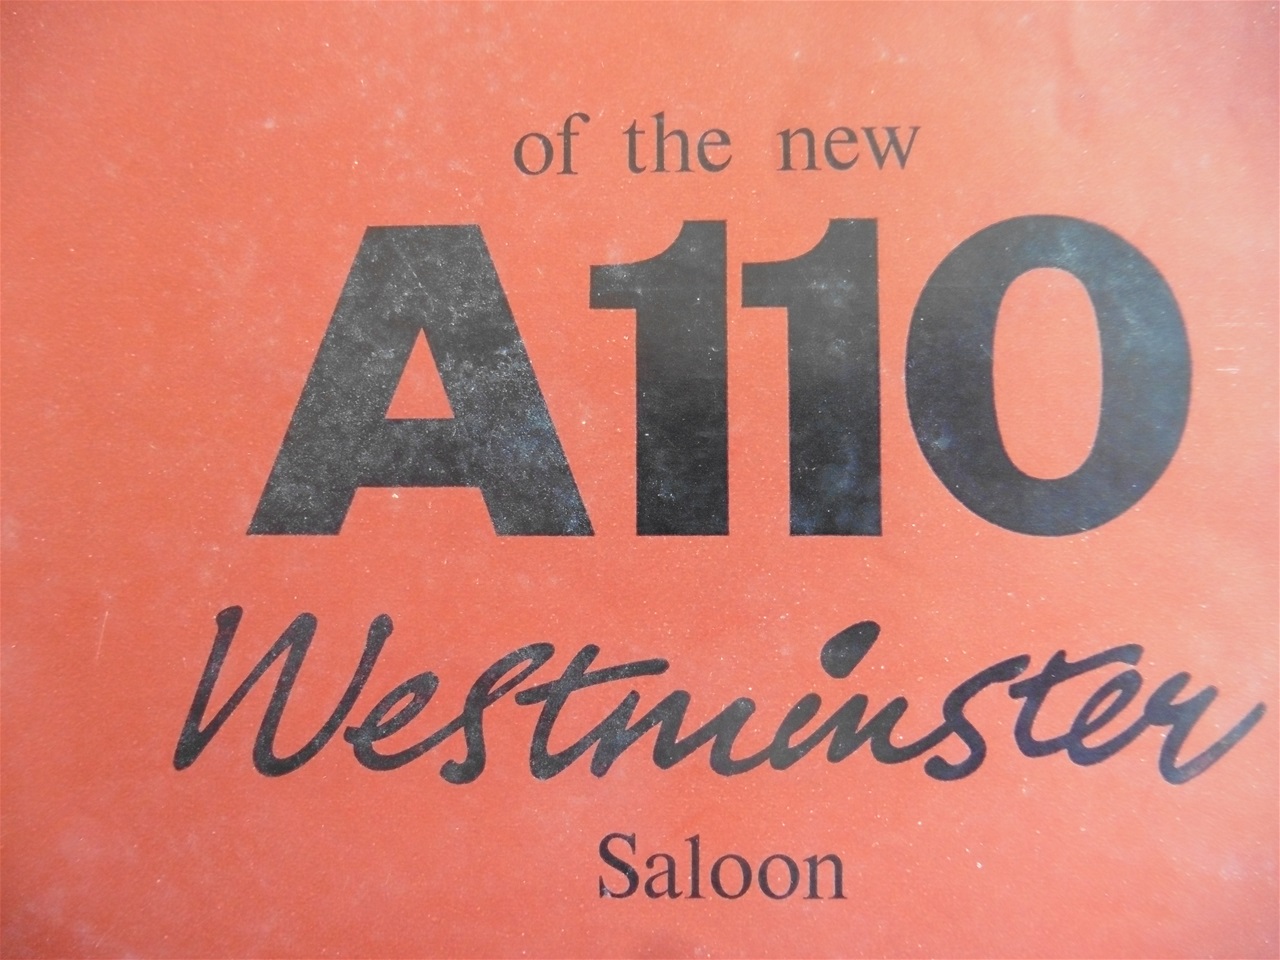 of the new
A110
Westminster
Saloon